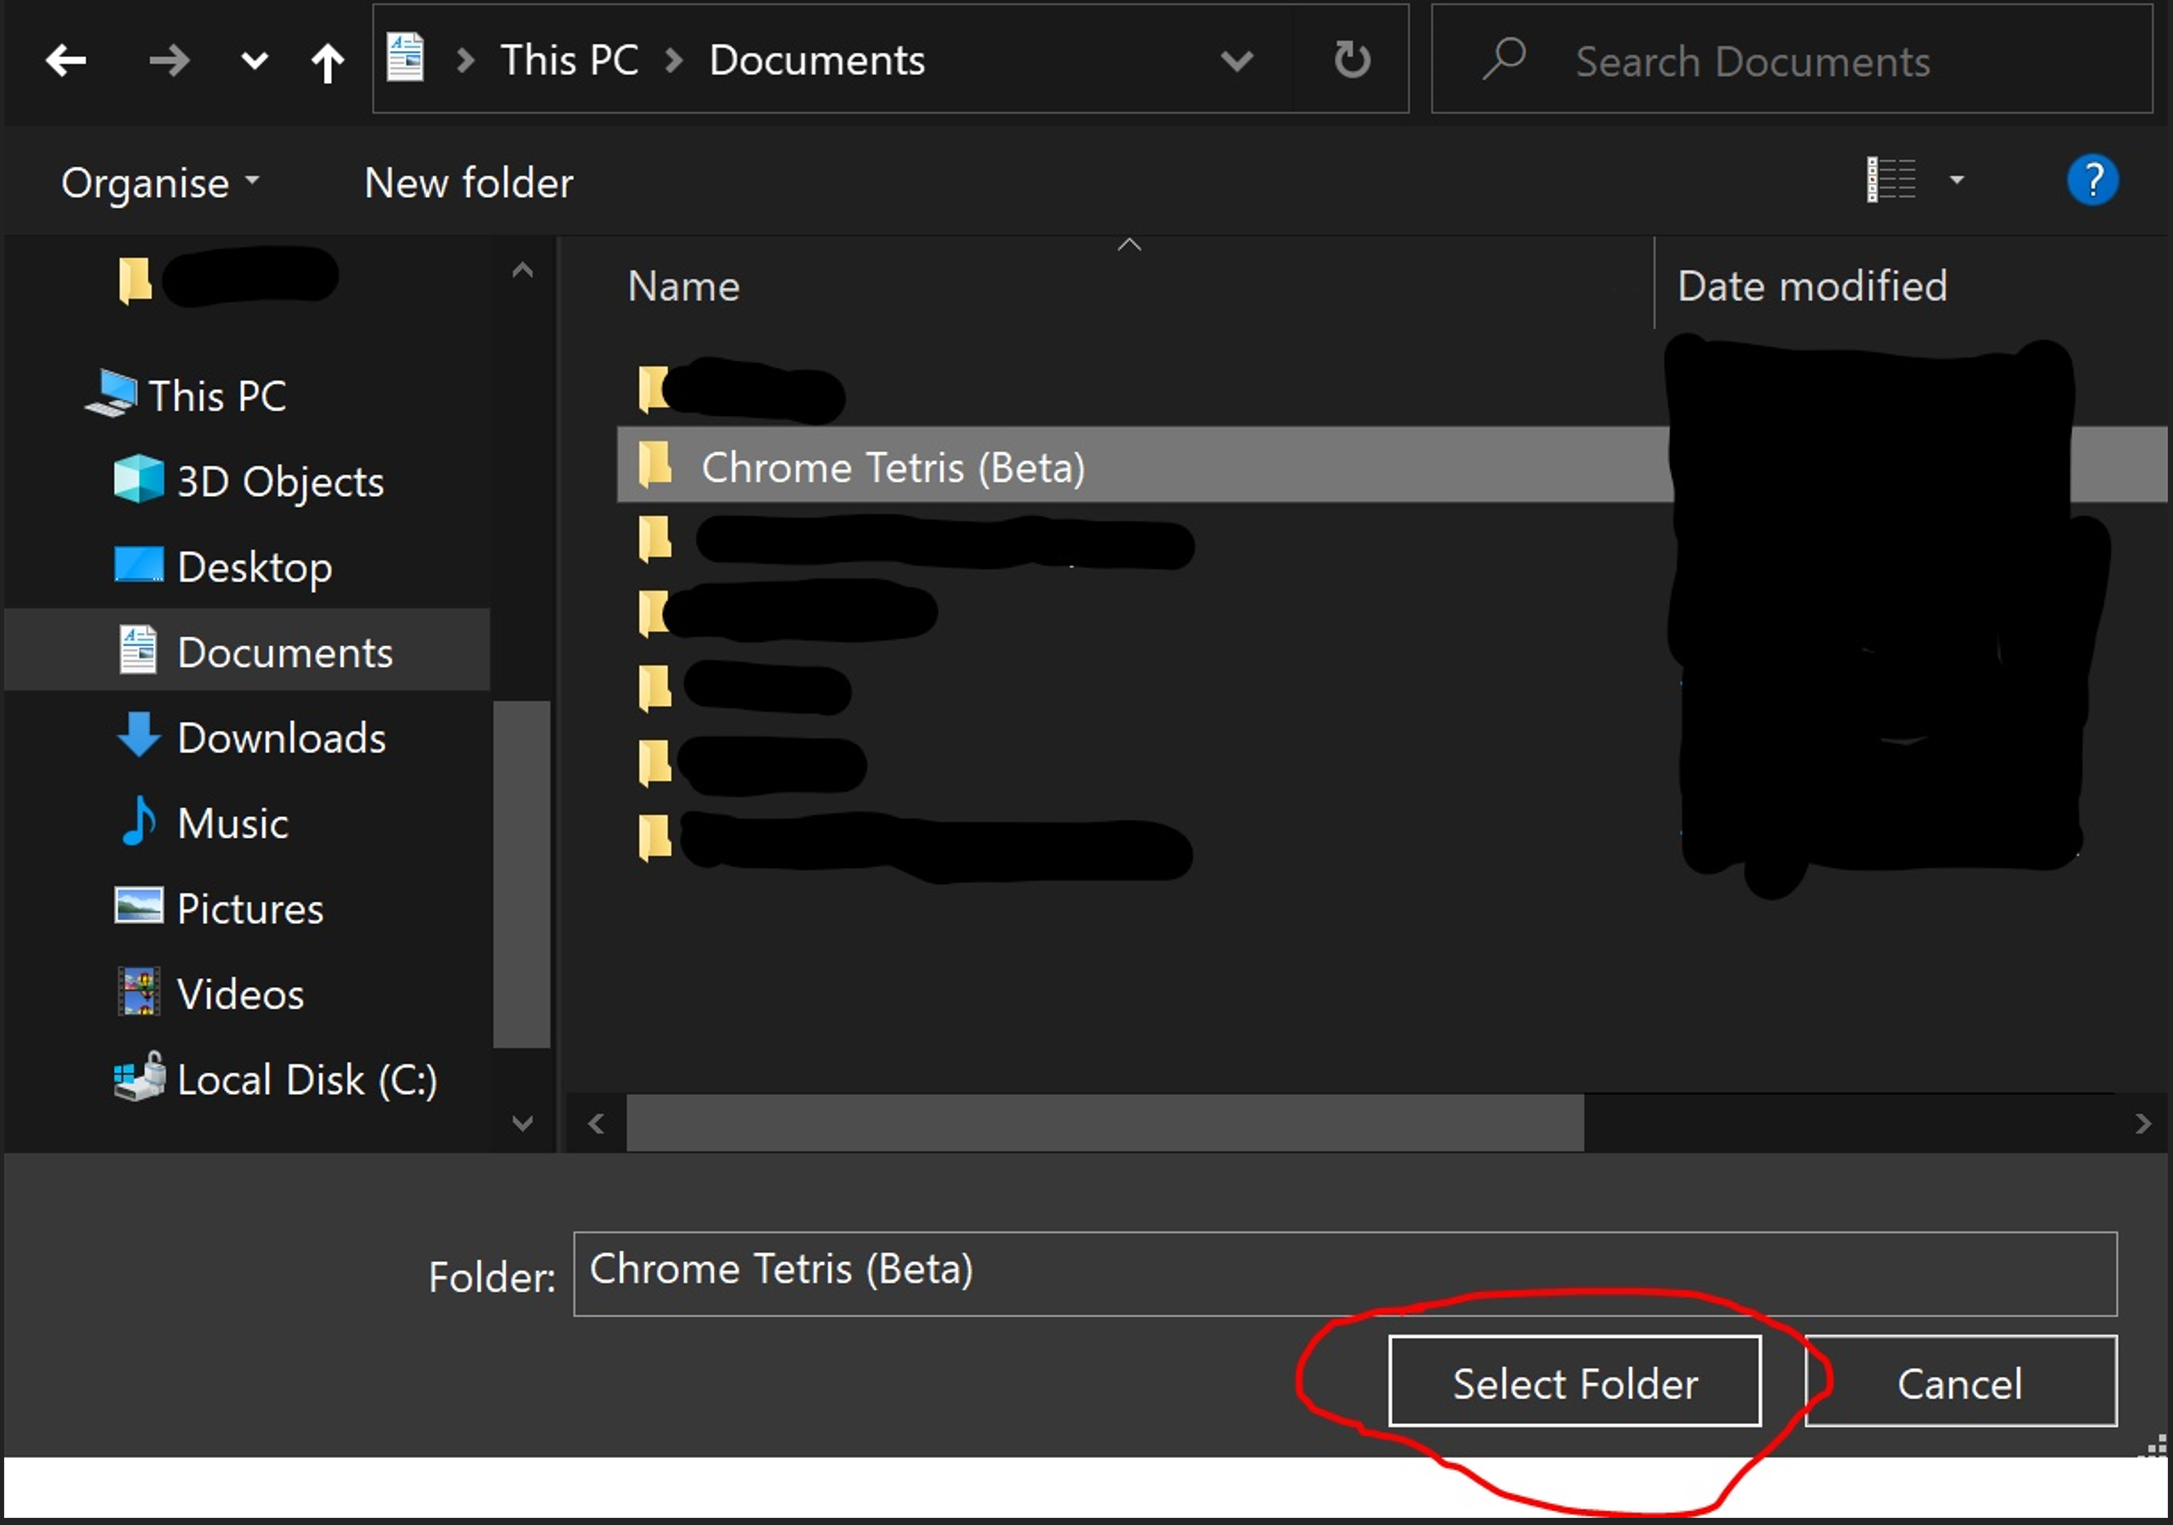 This PC
Documents
Search Documents
Organise
New folder
?
Name
Date modified
This PC
3D Objects
Desktop
Documents
Downloads
Music
Pictures
Videos
Local Disk (C:)
Chrome Tetris (Beta)
Folder:
Chrome Tetris (Beta)
Select Folder
Cancel